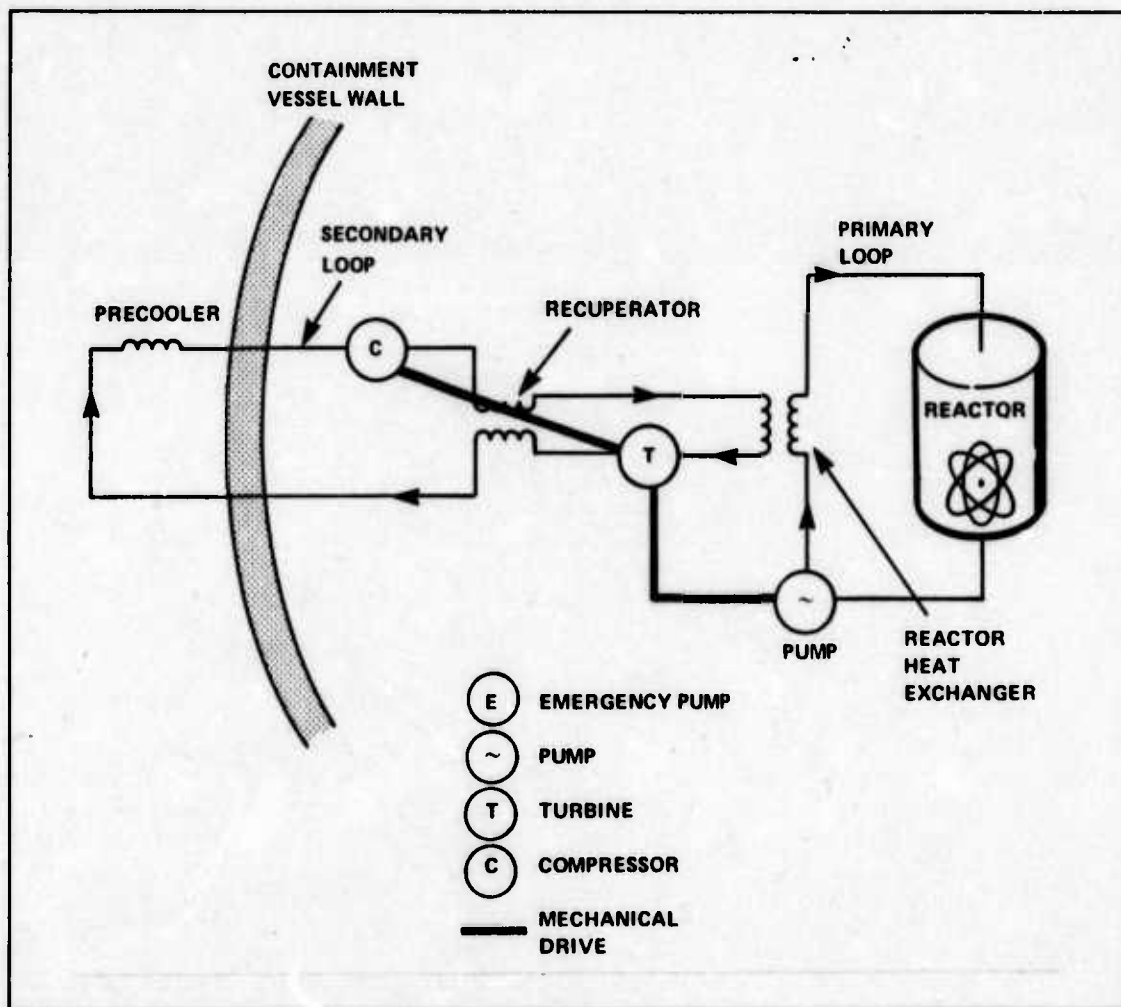 CONTAINMENT
VESSEL WALL
SECONDARY
LOOP
PRIMARY
LOOP
PRECOOLER
RECUPERATOR
C
T
REACTOR
~
PUMP
REACTOR
HEAT
EXCHANGER
E EMERGENCY PUMP
~ PUMP
T TURBINE
C COMPRESSOR
MECHANICAL
DRIVE